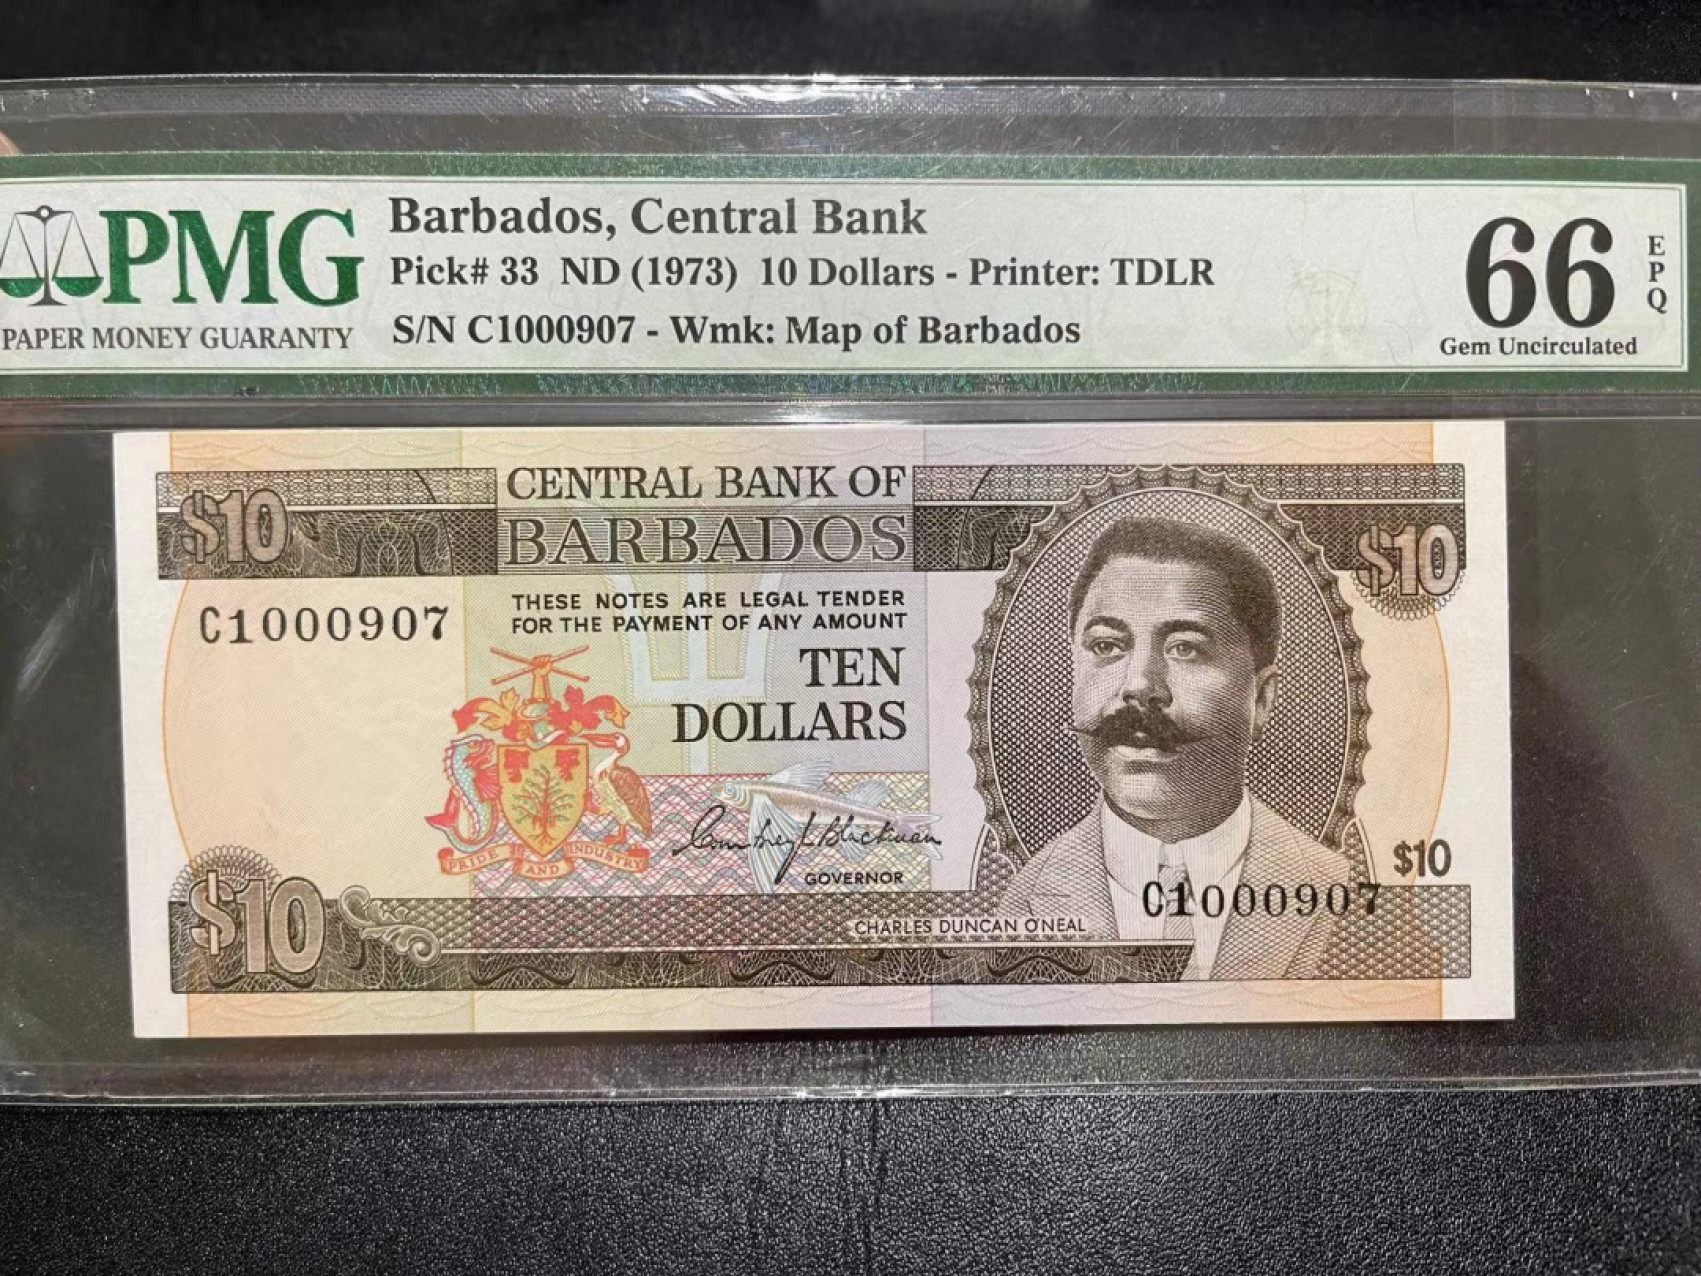 PMG
PAPER MONEY GUARANTY
Barbados, Central Bank
Pick# 33 ND (1973) 10 Dollars - Printer: TDLR
S/N C1000907 - Wmk: Map of Barbados
66
EPQ
Gem Uncirculated
$10
CENTRAL BANK OF
BARBADOS
$10
C1000907
THESE NOTES ARE LEGAL TENDER
FOR THE PAYMENT OF ANY AMOUNT
TEN
DOLLARS
PRIDE AND INDUSTRY
GOVERNOR
$10
C1000907
$10
CHARLES DUNCAN O'NEAL